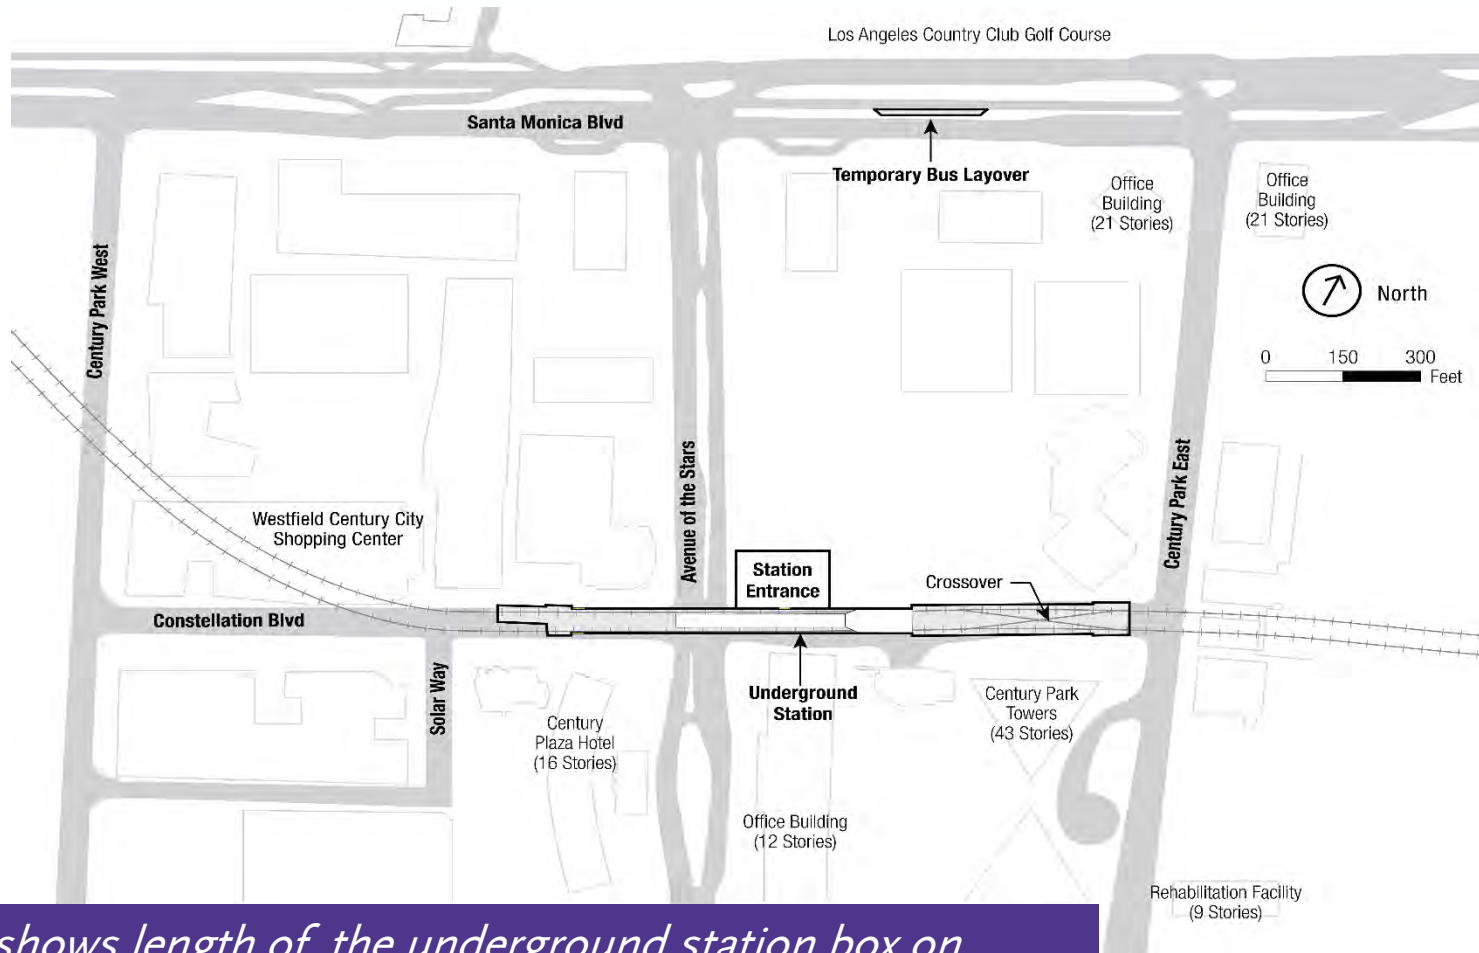 Los Angeles Country Club Golf Course
Santa Monica Blvd
Temporary Bus Layover
Office
Building
(21 Stories)
Office
Building
(21 Stories)
North
0 150 300
Feet
Century Park West
Avenue of the Stars
Century Park East
Westfield Century City
Shopping Center
Station
Entrance
Crossover
Constellation Blvd
Solar Way
Underground
Station
Century
Plaza Hotel
(16 Stories)
Century Park
Towers
(43 Stories)
Office Building
(12 Stories)
Rehabilitation Facility
(9 Stories)
shows length of the underground station box on